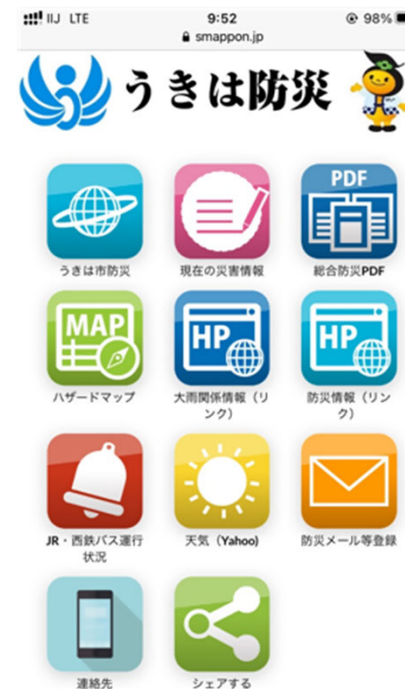 IIJ LTE 9:52 98%
smappon.jp
うきは防災
PDF
うきは市防災 現在の災害情報 総合防災PDF
MAP HP HP
ハザードマップ 大雨関係情報（リ 防災情報（リン
ンク） ク）
JR・西鉄バス運行 天気（Yahoo) 防災メール等登録
状況
連絡先 シェアする